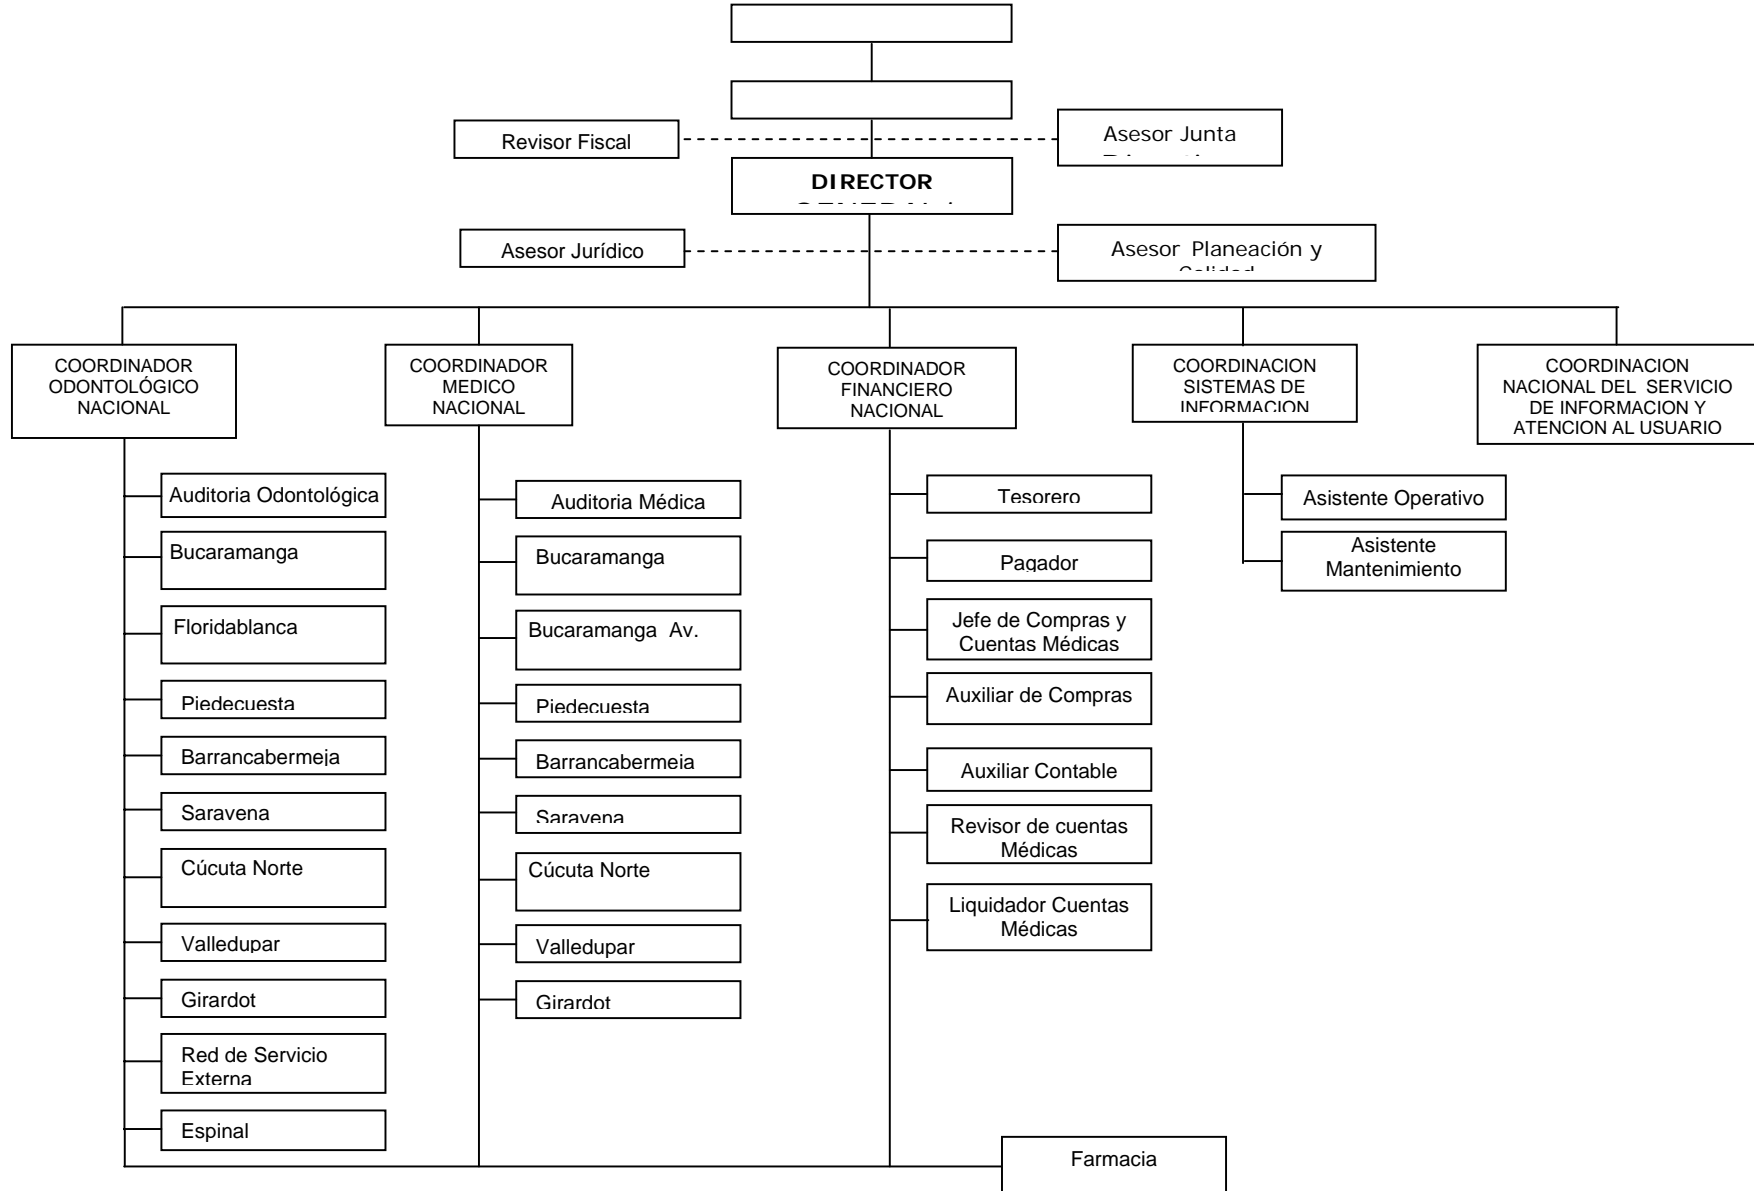 Revisor Fiscal
Asesor Junta
DIRECTOR
Asesor Jurídico
Asesor Planeación y
COORDINADOR
ODONTOLÓGICO
NACIONAL
COORDINADOR
MEDICO
NACIONAL
COORDINADOR
FINANCIERO
NACIONAL
COORDINACION
SISTEMAS DE
INFORMACION
COORDINACION
NACIONAL DEL SERVICIO
DE INFORMACION Y
ATENCION AL USUARIO
Auditoria Odontológica
Bucaramanga
Floridablanca
Piedecuesta
Barrancabermeja
Saravena
Cúcuta Norte
Valledupar
Girardot
Red de Servicio
Externa
Espinal
Auditoria Médica
Bucaramanga
Bucaramanga Av.
Piedecuesta
Barrancabermeja
Saravena
Cúcuta Norte
Valledupar
Girardot
Tesorero
Pagador
Jefe de Compras y
Cuentas Médicas
Auxiliar de Compras
Auxiliar Contable
Revisor de cuentas
Médicas
Liquidador Cuentas
Médicas
Asistente Operativo
Asistente
Mantenimiento
Farmacia